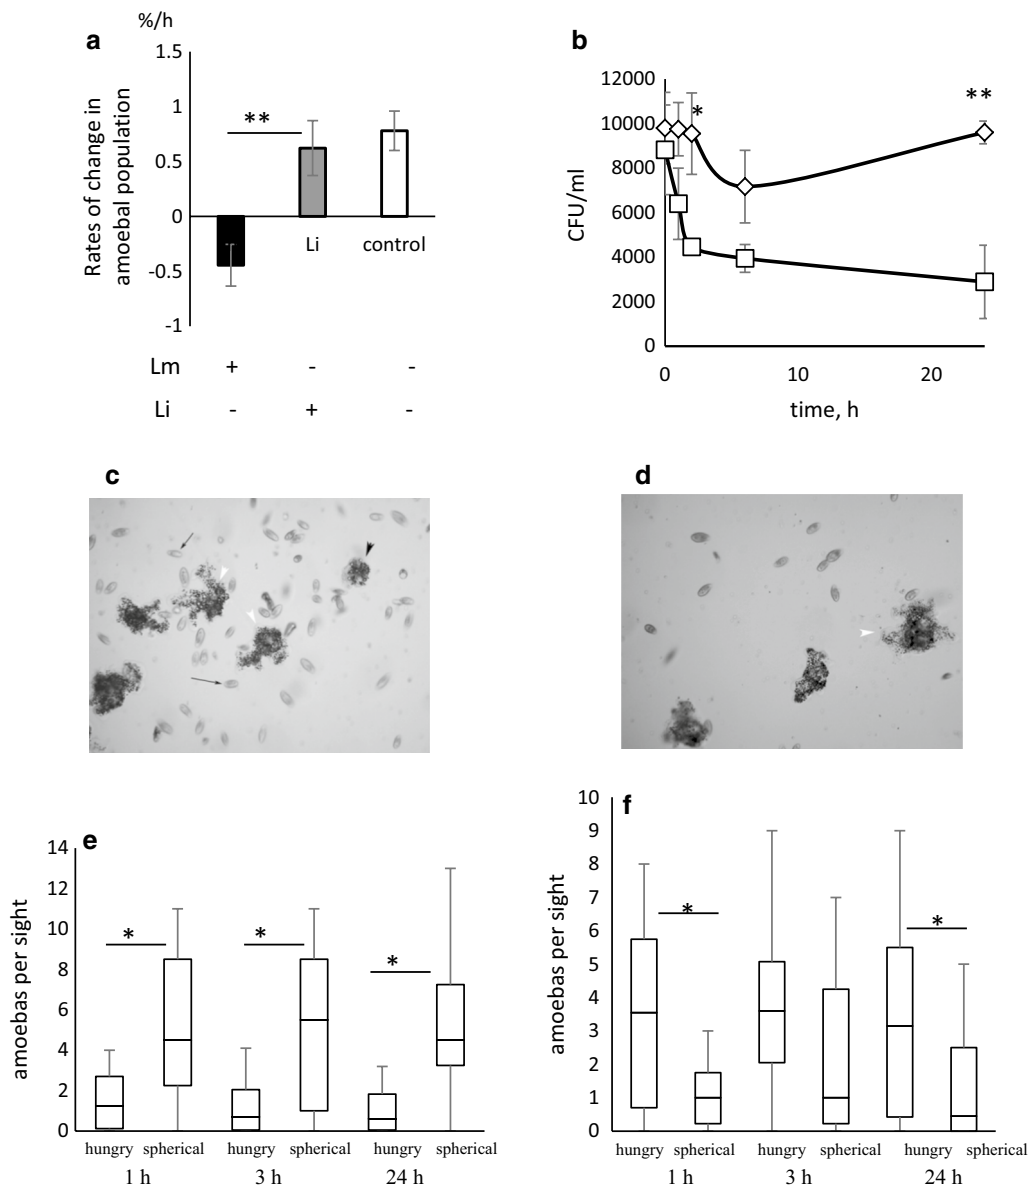 a
%/h
Rates of change in
amoebal population
1.5
1
0.5
0
-0.5
-1
**
Li
control
Lm + - -
Li - + -
b
CFU/ml
12000
10000
8000
6000
4000
2000
0
*
**
0 10 20
time, h
c
d
e
amoebas per sight
14
12
10
8
6
4
2
0
* * *
hungry spherical hungry spherical hungry spherical
1 h 3 h 24 h
f
amoebas per sight
10
9
8
7
6
5
4
3
2
1
0
* *
hungry spherical hungry spherical hungry spherical
1 h 3 h 24 h